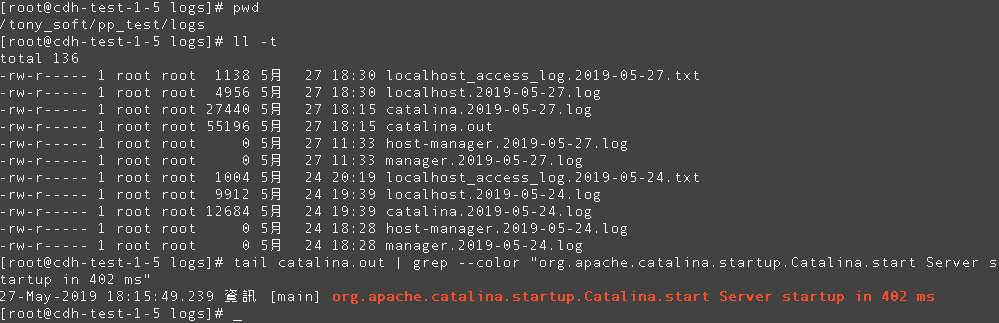 [root@cdh-test-1-5 logs]# pwd
/tony_soft/pp_test/logs
[root@cdh-test-1-5 logs]# ll -t
total 136
-rw-r----- 1 root root  1138 5月  27 18:30 localhost_access_log.2019-05-27.txt
-rw-r----- 1 root root  4956 5月  27 18:30 localhost.2019-05-27.log
-rw-r----- 1 root root 27440 5月  27 18:15 catalina.2019-05-27.log
-rw-r----- 1 root root 55196 5月  27 18:15 catalina.out
-rw-r----- 1 root root     0 5月  27 11:33 host-manager.2019-05-27.log
-rw-r----- 1 root root     0 5月  27 11:33 manager.2019-05-27.log
-rw-r----- 1 root root  1004 5月  24 20:19 localhost_access_log.2019-05-24.txt
-rw-r----- 1 root root  9912 5月  24 19:39 localhost.2019-05-24.log
-rw-r----- 1 root root 12684 5月  24 19:39 catalina.2019-05-24.log
-rw-r----- 1 root root     0 5月  24 18:28 host-manager.2019-05-24.log
-rw-r----- 1 root root     0 5月  24 18:28 manager.2019-05-24.log
[root@cdh-test-1-5 logs]# tail catalina.out | grep --color "org.apache.catalina.startup.Catalina.start Server s
tartup in 402 ms"
27-May-2019 18:15:49.239 資訊 [main] org.apache.catalina.startup.Catalina.start Server startup in 402 ms
[root@cdh-test-1-5 logs]# _